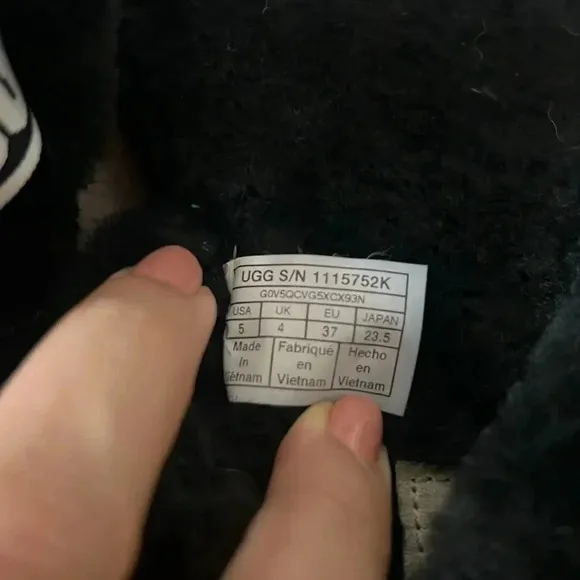 UGG S/N 1115752K
G0V5QCVG5XCX93N
USA UK EU JAPAN
5 4 37 23.5
Made Fabriqué Hecho
in en en
Vietnam Vietnam Vietnam